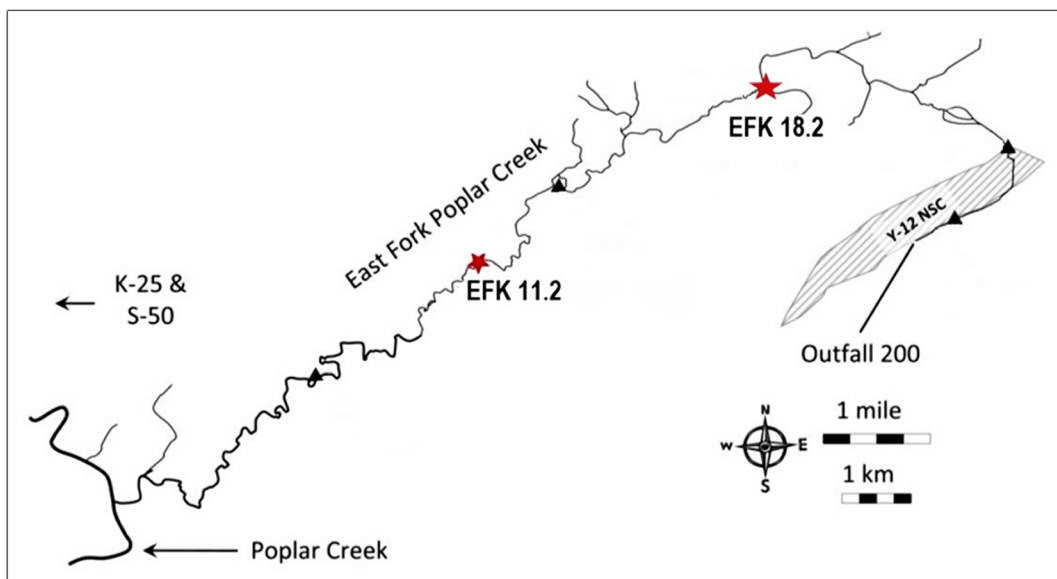 EFK 18.2
East Fork Poplar Creek
Y-12 NSC
EFK 11.2
K-25 &
S-50
Outfall 200
N
W
E
S
1 mile
1 km
Poplar Creek